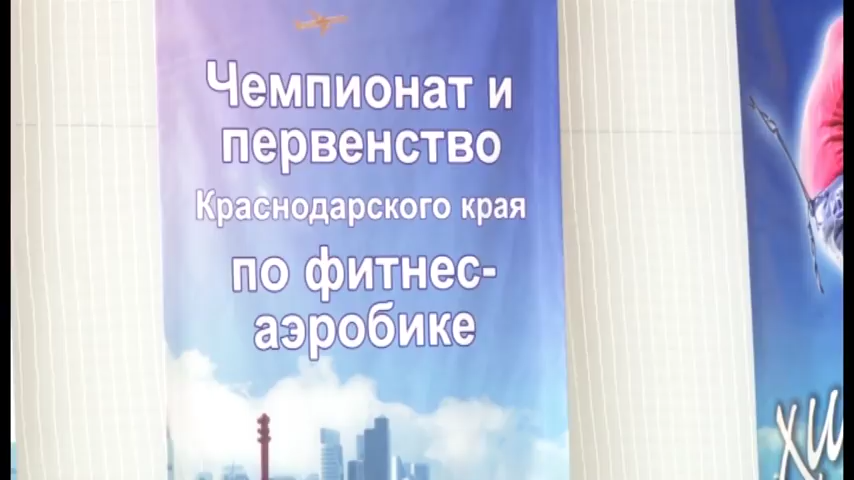 Чемпионат и
первенство
Краснодарского края
по фитнес-
аэробике